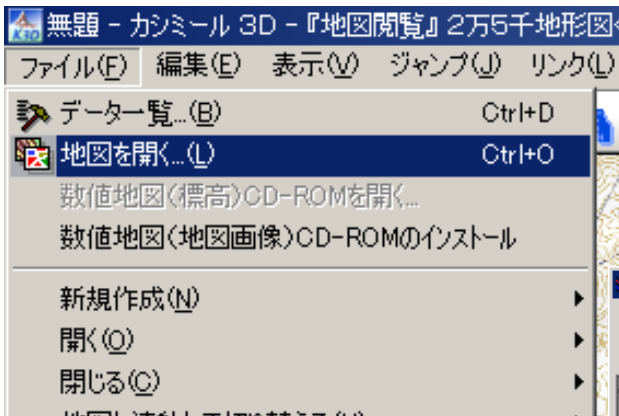 無題 - カシミール 3D - 『地図閲覧』 2万5千地形図
ファイル(F) 編集(E) 表示(V) ジャンプ(J) リンク(L)
データ一覧...(B) Ctrl+D
地図を開く...(L) Ctrl+O
数値地図(標高)CD-ROMを開く...
数値地図(地図画像)CD-ROMのインストール
新規作成(N)
開く(O)
閉じる(C)